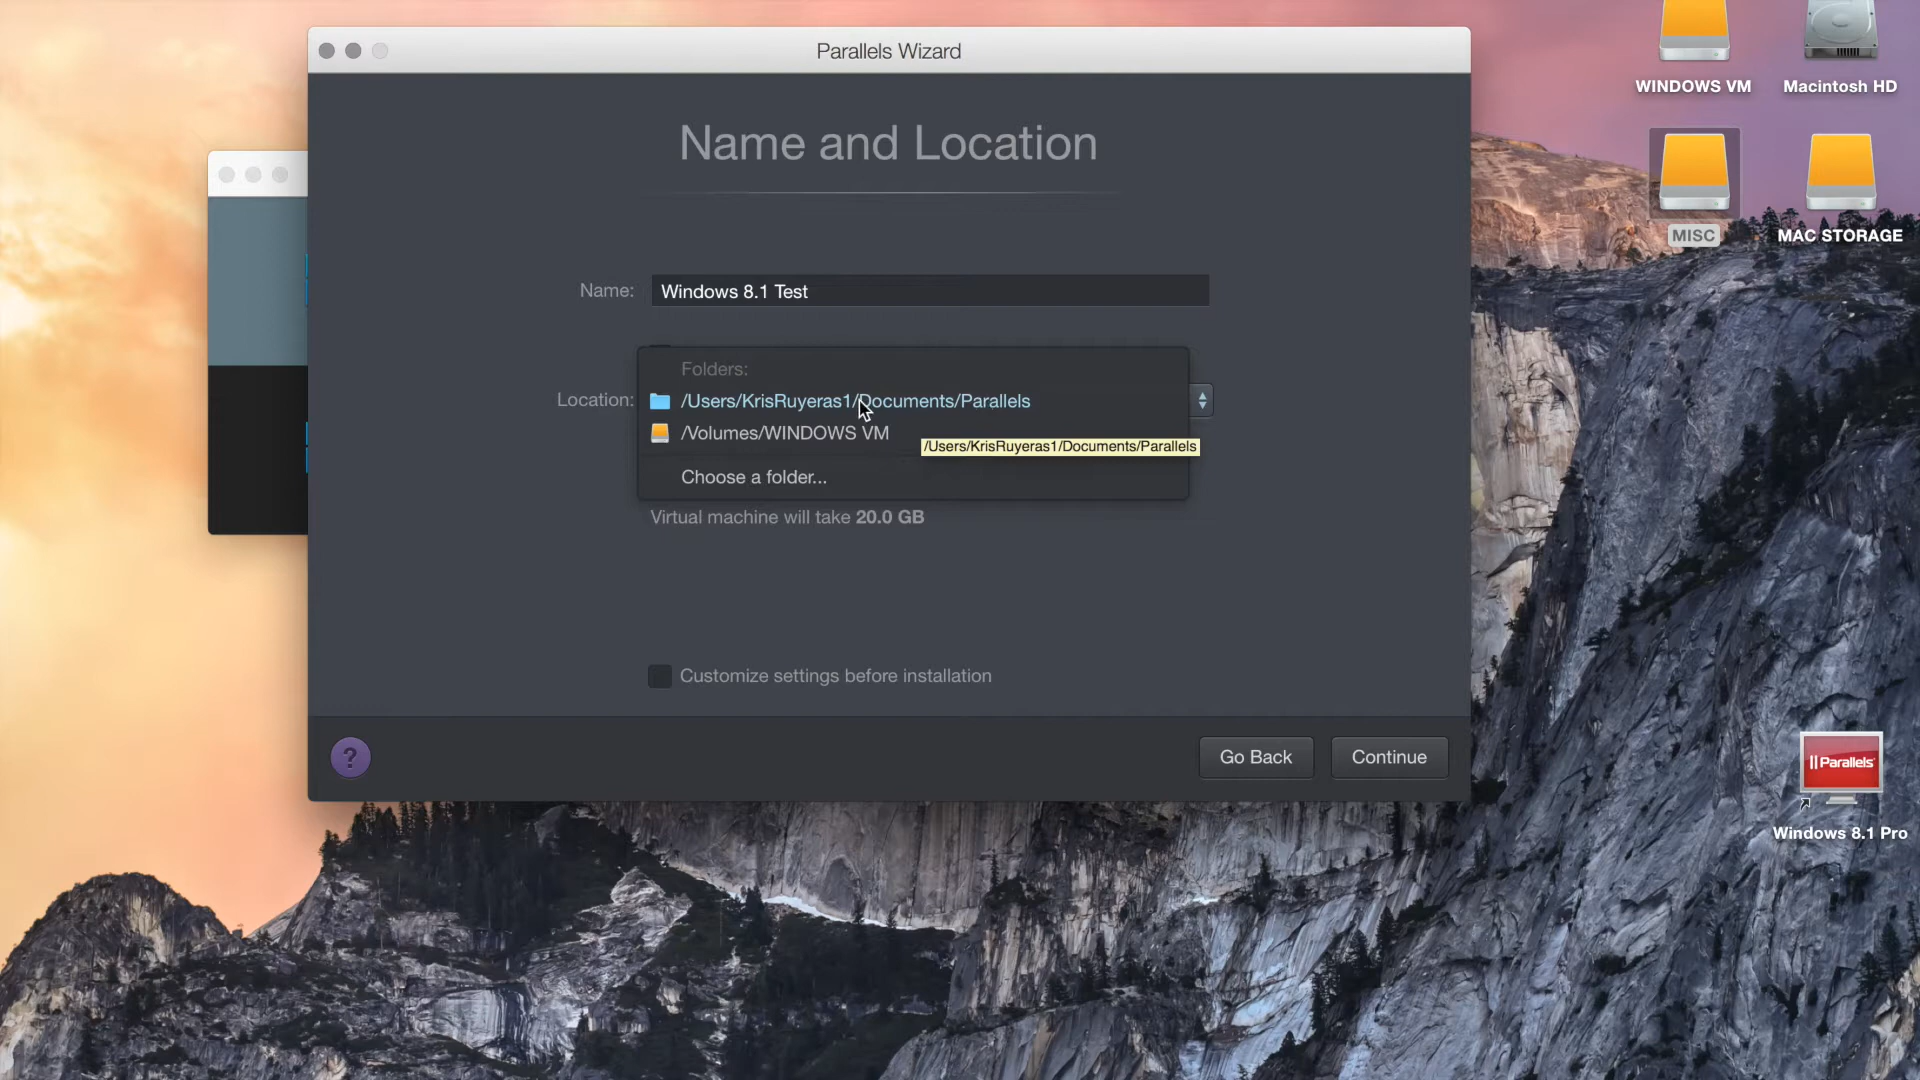 Parallels Wizard
WINDOWS VM
Macintosh HD
Name and Location
MISC
MAC STORAGE
Name:
Windows 8.1 Test
Folders:
Location:
/Users/KrisRuyeras1/Documents/Parallels
/Volumes/WINDOWS VM
/Users/KrisRuyeras1/Documents/Parallels
Choose a folder...
Virtual machine will take 20.0 GB
Customize settings before installation
?
Go Back
Continue
Parallels
Windows 8.1 Pro